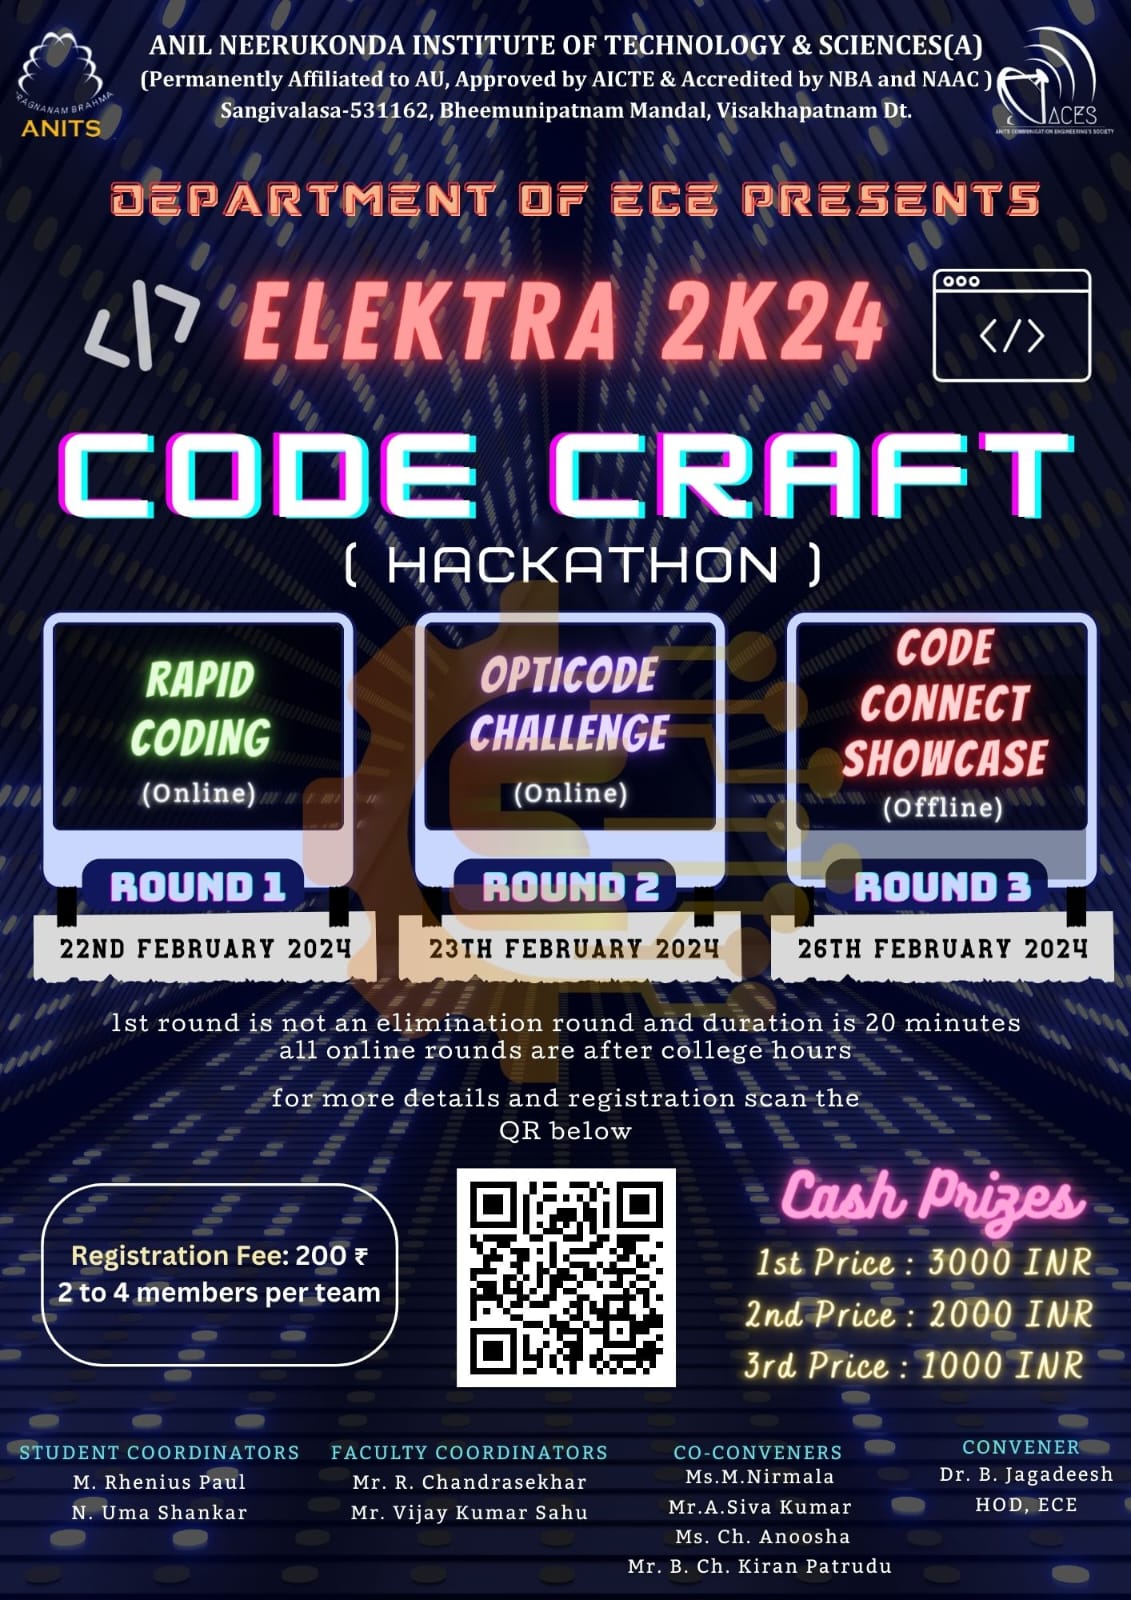 ANIL NEERUKONDA INSTITUTE OF TECHNOLOGY & SCIENCES(A)
(Permanently Affiliated to AU, Approved by AICTE & Accredited by NBA and NAAC )
Sangivalasa-531162, Bheemunipatnam Mandal, Visakhapatnam Dt.
PRAGNANAM BRAHMA
ANITS
ACES
ANITS COMMUNICATION ENGINEERING'S SOCIETY
DEPARTMENT OF ECE PRESENTS
</> ELEKTRA 2K24 </>
CODE CRAFT
( HACKATHON )
RAPID
CODING
(Online)
ROUND 1
22ND FEBRUARY 2024
OPTICODE
CHALLENGE
(Online)
ROUND 2
23TH FEBRUARY 2024
CODE
CONNECT
SHOWCASE
(Offline)
ROUND 3
26TH FEBRUARY 2024
1st round is not an elimination round and duration is 20 minutes
all online rounds are after college hours
for more details and registration scan the
QR below
Registration Fee: 200 ₹
2 to 4 members per team
Cash Prizes
1st Price : 3000 INR
2nd Price : 2000 INR
3rd Price : 1000 INR
STUDENT COORDINATORS
M. Rhenius Paul
N. Uma Shankar
FACULTY COORDINATORS
Mr. R. Chandrasekhar
Mr. Vijay Kumar Sahu
CO-CONVENERS
Ms.M.Nirmala
Mr.A.Siva Kumar
Ms. Ch. Anoosha
Mr. B. Ch. Kiran Patrudu
CONVENER
Dr. B. Jagadeesh
HOD, ECE